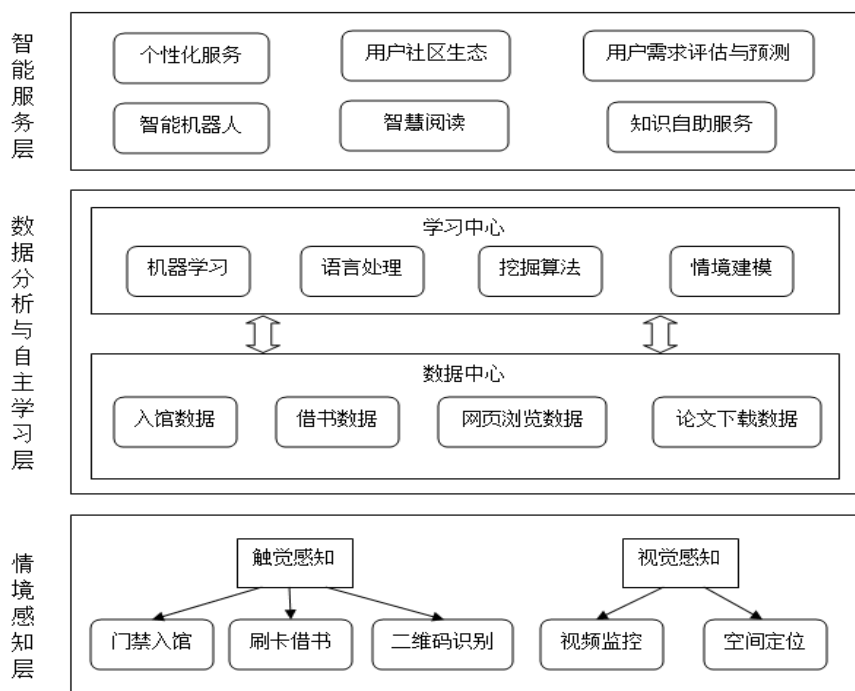 智能服务层
个性化服务
用户社区生态
用户需求评估与预测
智能机器人
智慧阅读
知识自助服务
数据分析与自主学习层
学习中心
机器学习
语言处理
挖掘算法
情境建模
数据中心
入馆数据
借书数据
网页浏览数据
论文下载数据
情境感知层
触觉感知
视觉感知
门禁入馆
刷卡借书
二维码识别
视频监控
空间定位